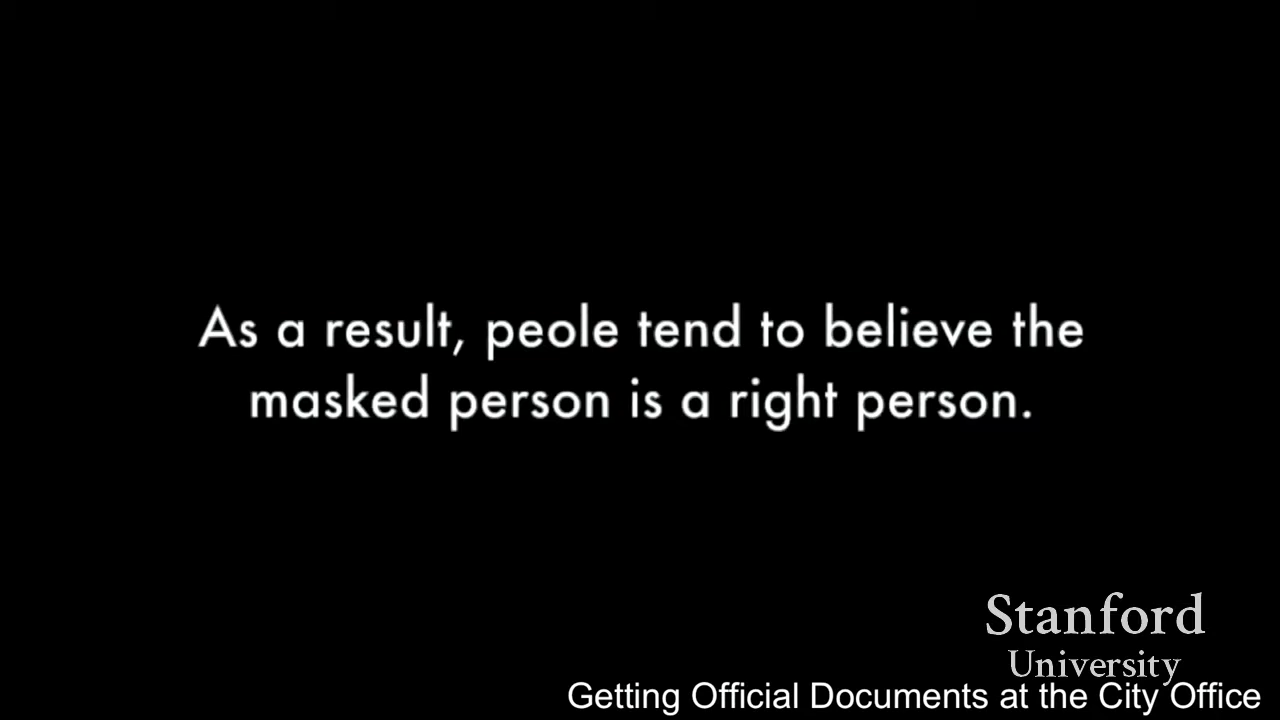 As a result, peole tend to believe the
masked person is a right person.
Stanford
University
Getting Official Documents at the City Office